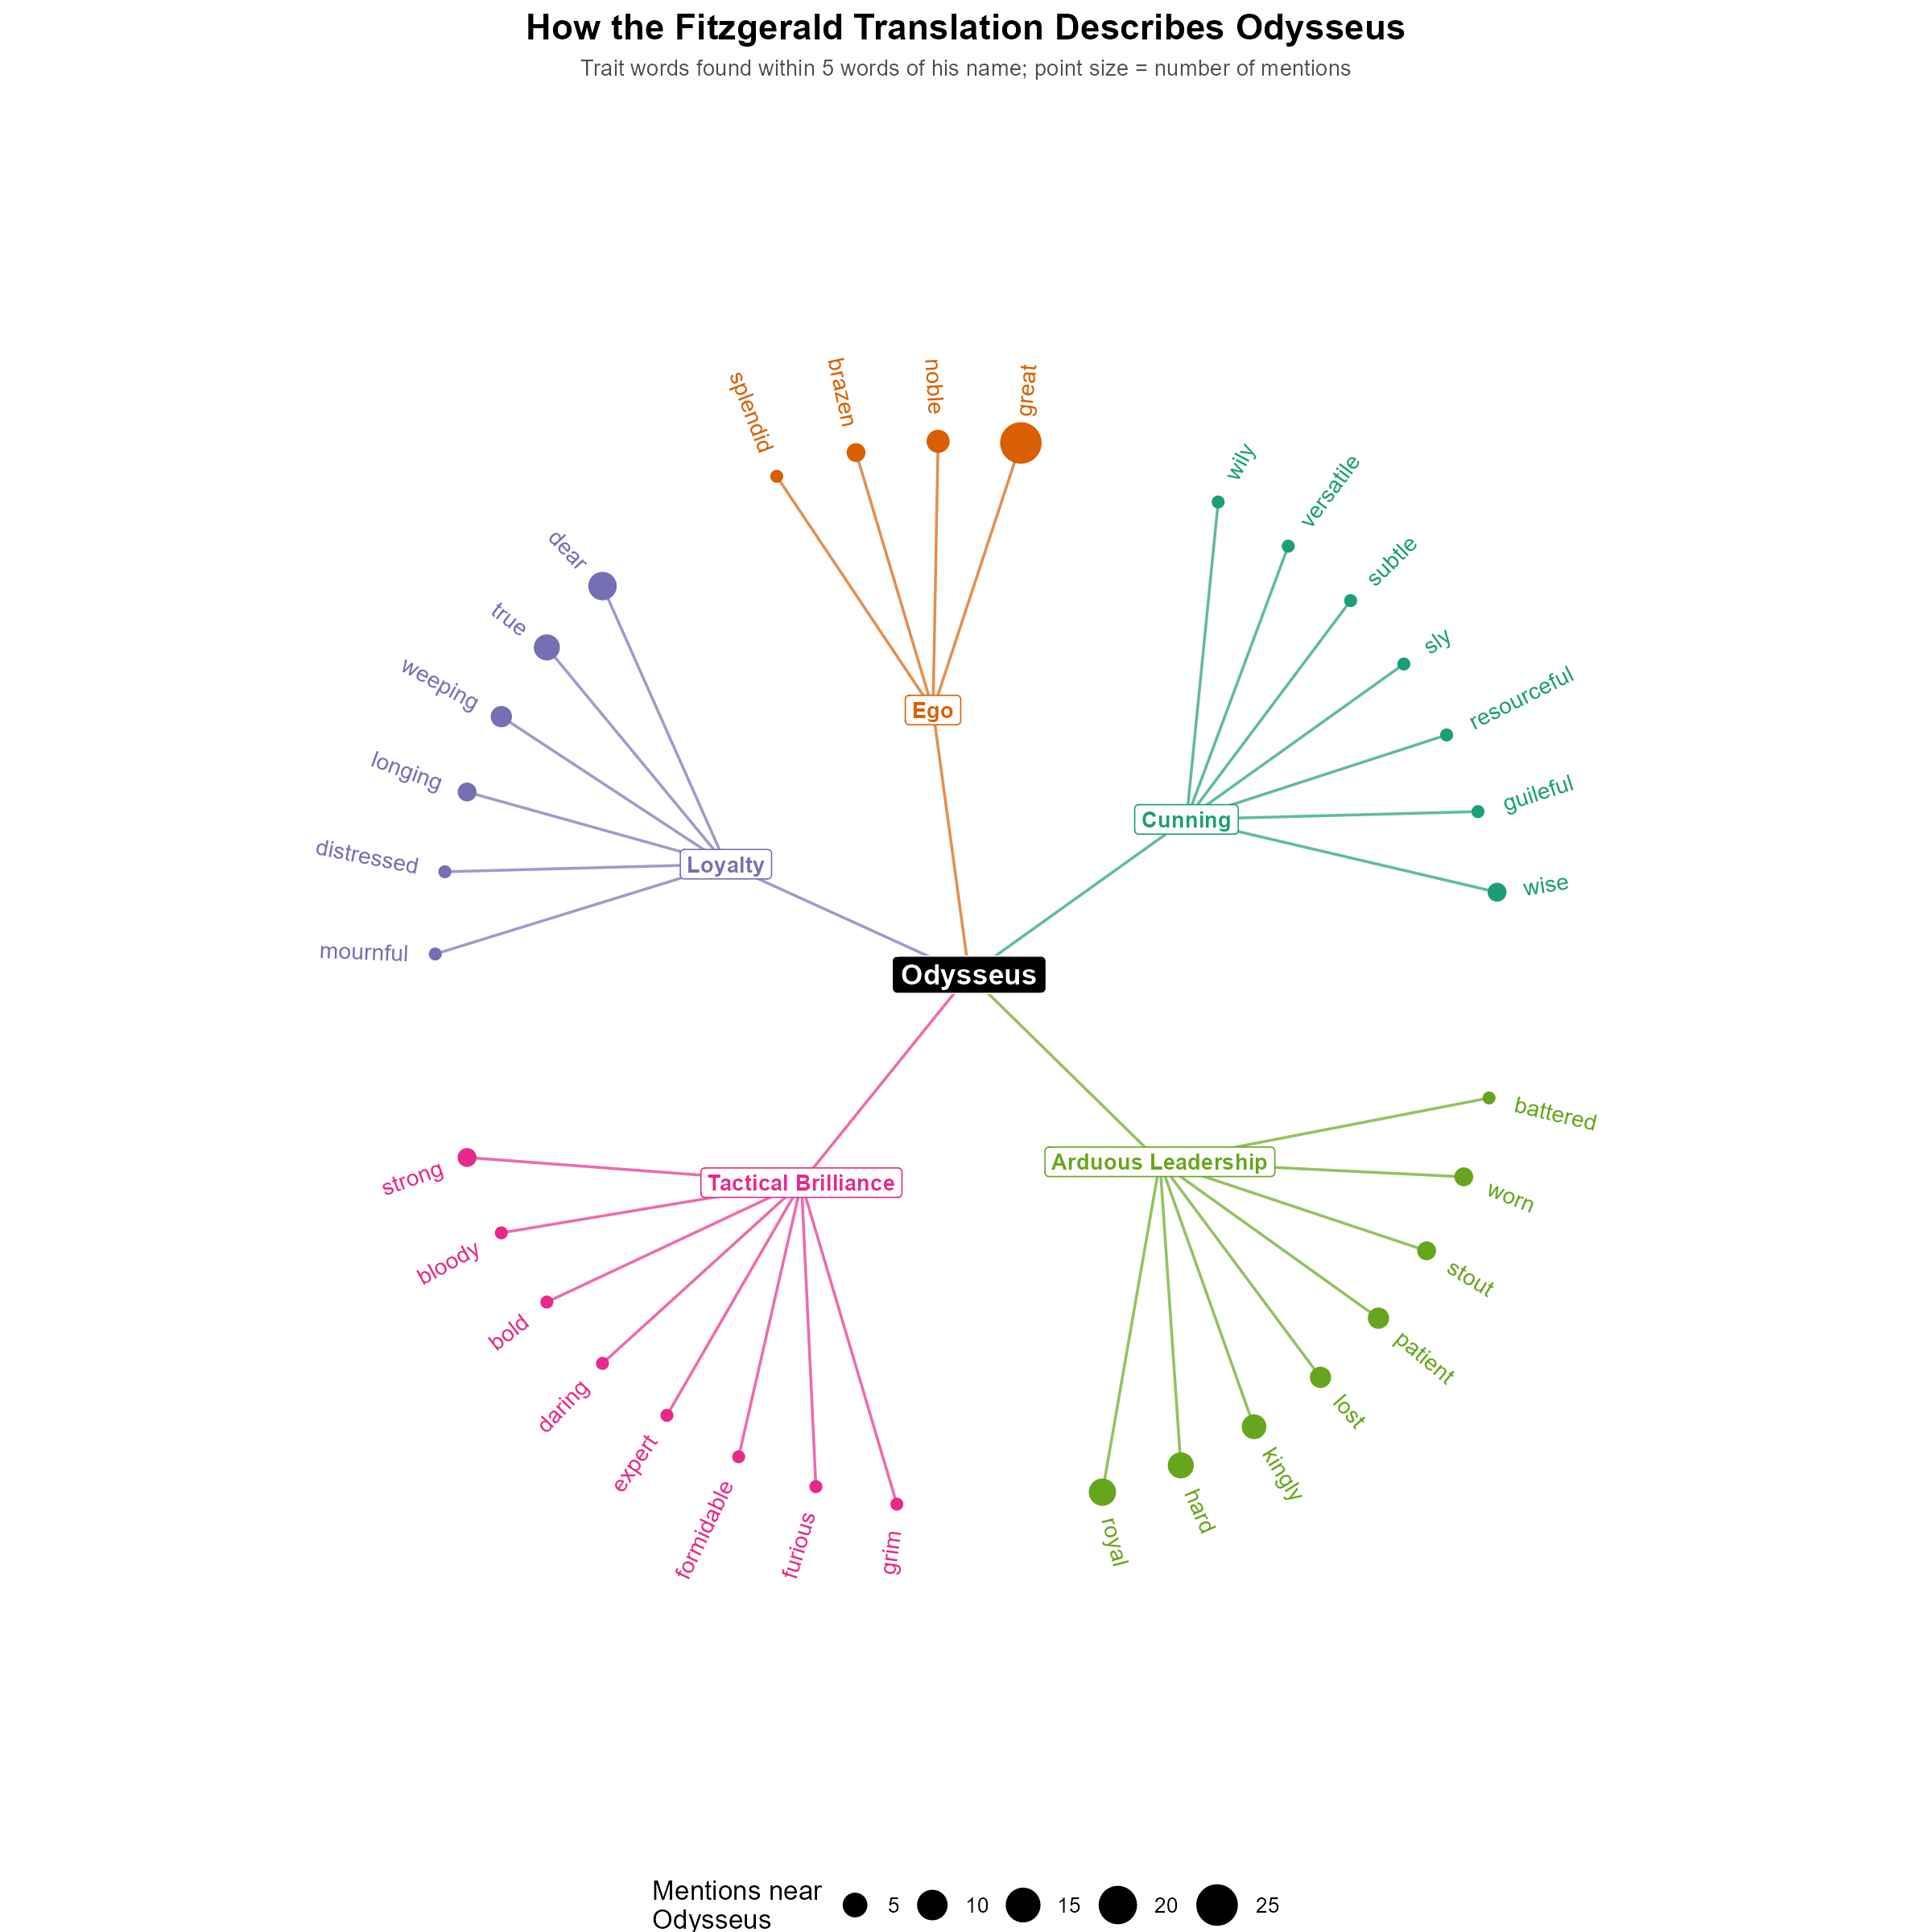 How the Fitzgerald Translation Describes Odysseus
Trait words found within 5 words of his name; point size = number of mentions
splendid
brazen
noble
great
wily
versatile
subtle
sly
resourceful
guileful
wise
Cunning
Ego
dear
true
weeping
longing
distressed
mournful
Loyalty
Odysseus
battered
worn
stout
patient
lost
kingly
hard
royal
Arduous Leadership
Tactical Brilliance
strong
bloody
bold
daring
expert
formidable
furious
grim
Mentions near
Odysseus
5
10
15
20
25